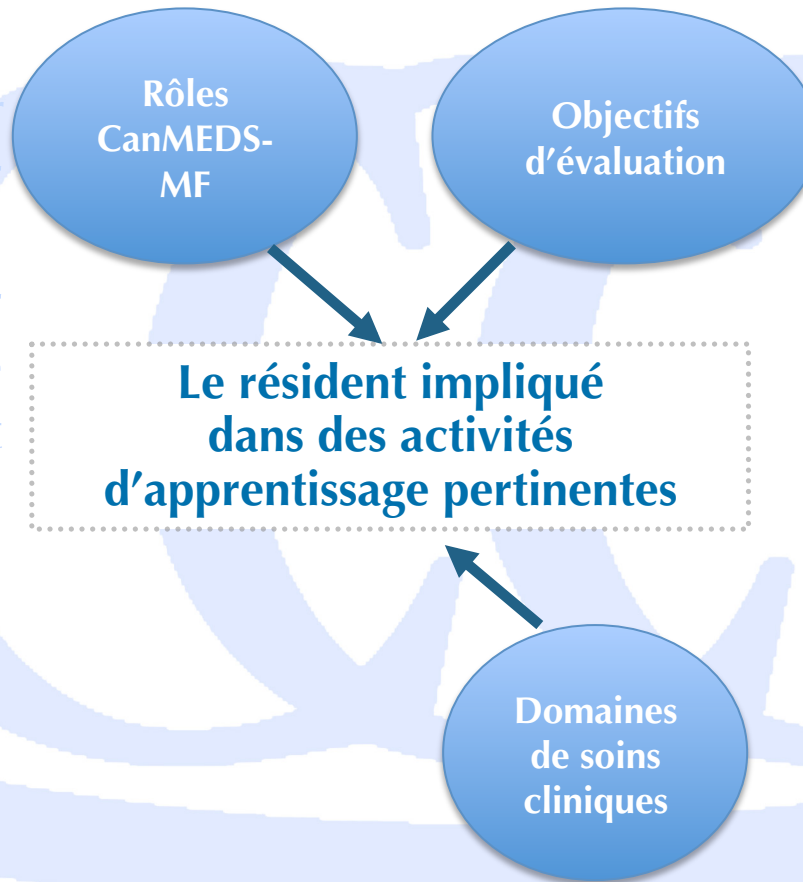 Rôles
CanMEDS-
MF
Objectifs
d'évaluation
Le résident impliqué
dans des activités
d'apprentissage pertinentes
Domaines
de soins
cliniques